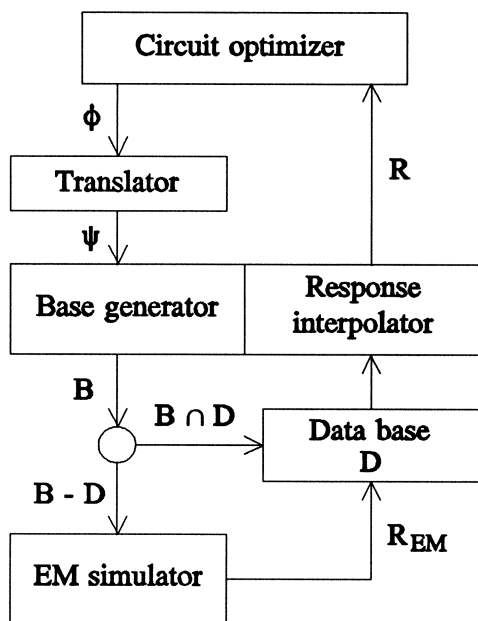 Circuit optimizer
ϕ
R
Translator
ψ
Base generator
Response
interpolator
B
B ∩ D
Data base
D
B - D
R_EM
EM simulator